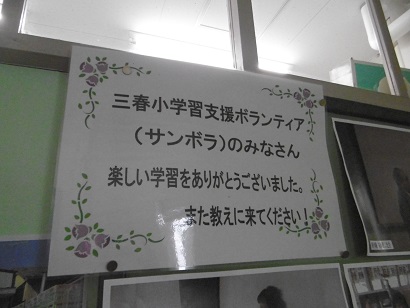 三春小学習支援ボランティア
（サンボラ）のみなさん
楽しい学習をありがとうございました。
また教えに来てください！